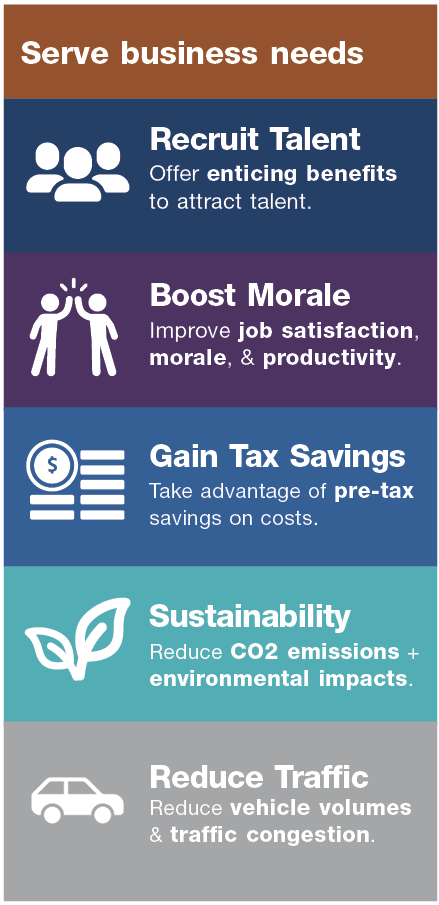 Serve business needs
Recruit Talent
Offer enticing benefits
to attract talent.
Boost Morale
Improve job satisfaction,
morale, & productivity.
$
Gain Tax Savings
Take advantage of pre-tax
savings on costs.
Sustainability
Reduce CO2 emissions +
environmental impacts.
Reduce Traffic
Reduce vehicle volumes
& traffic congestion.